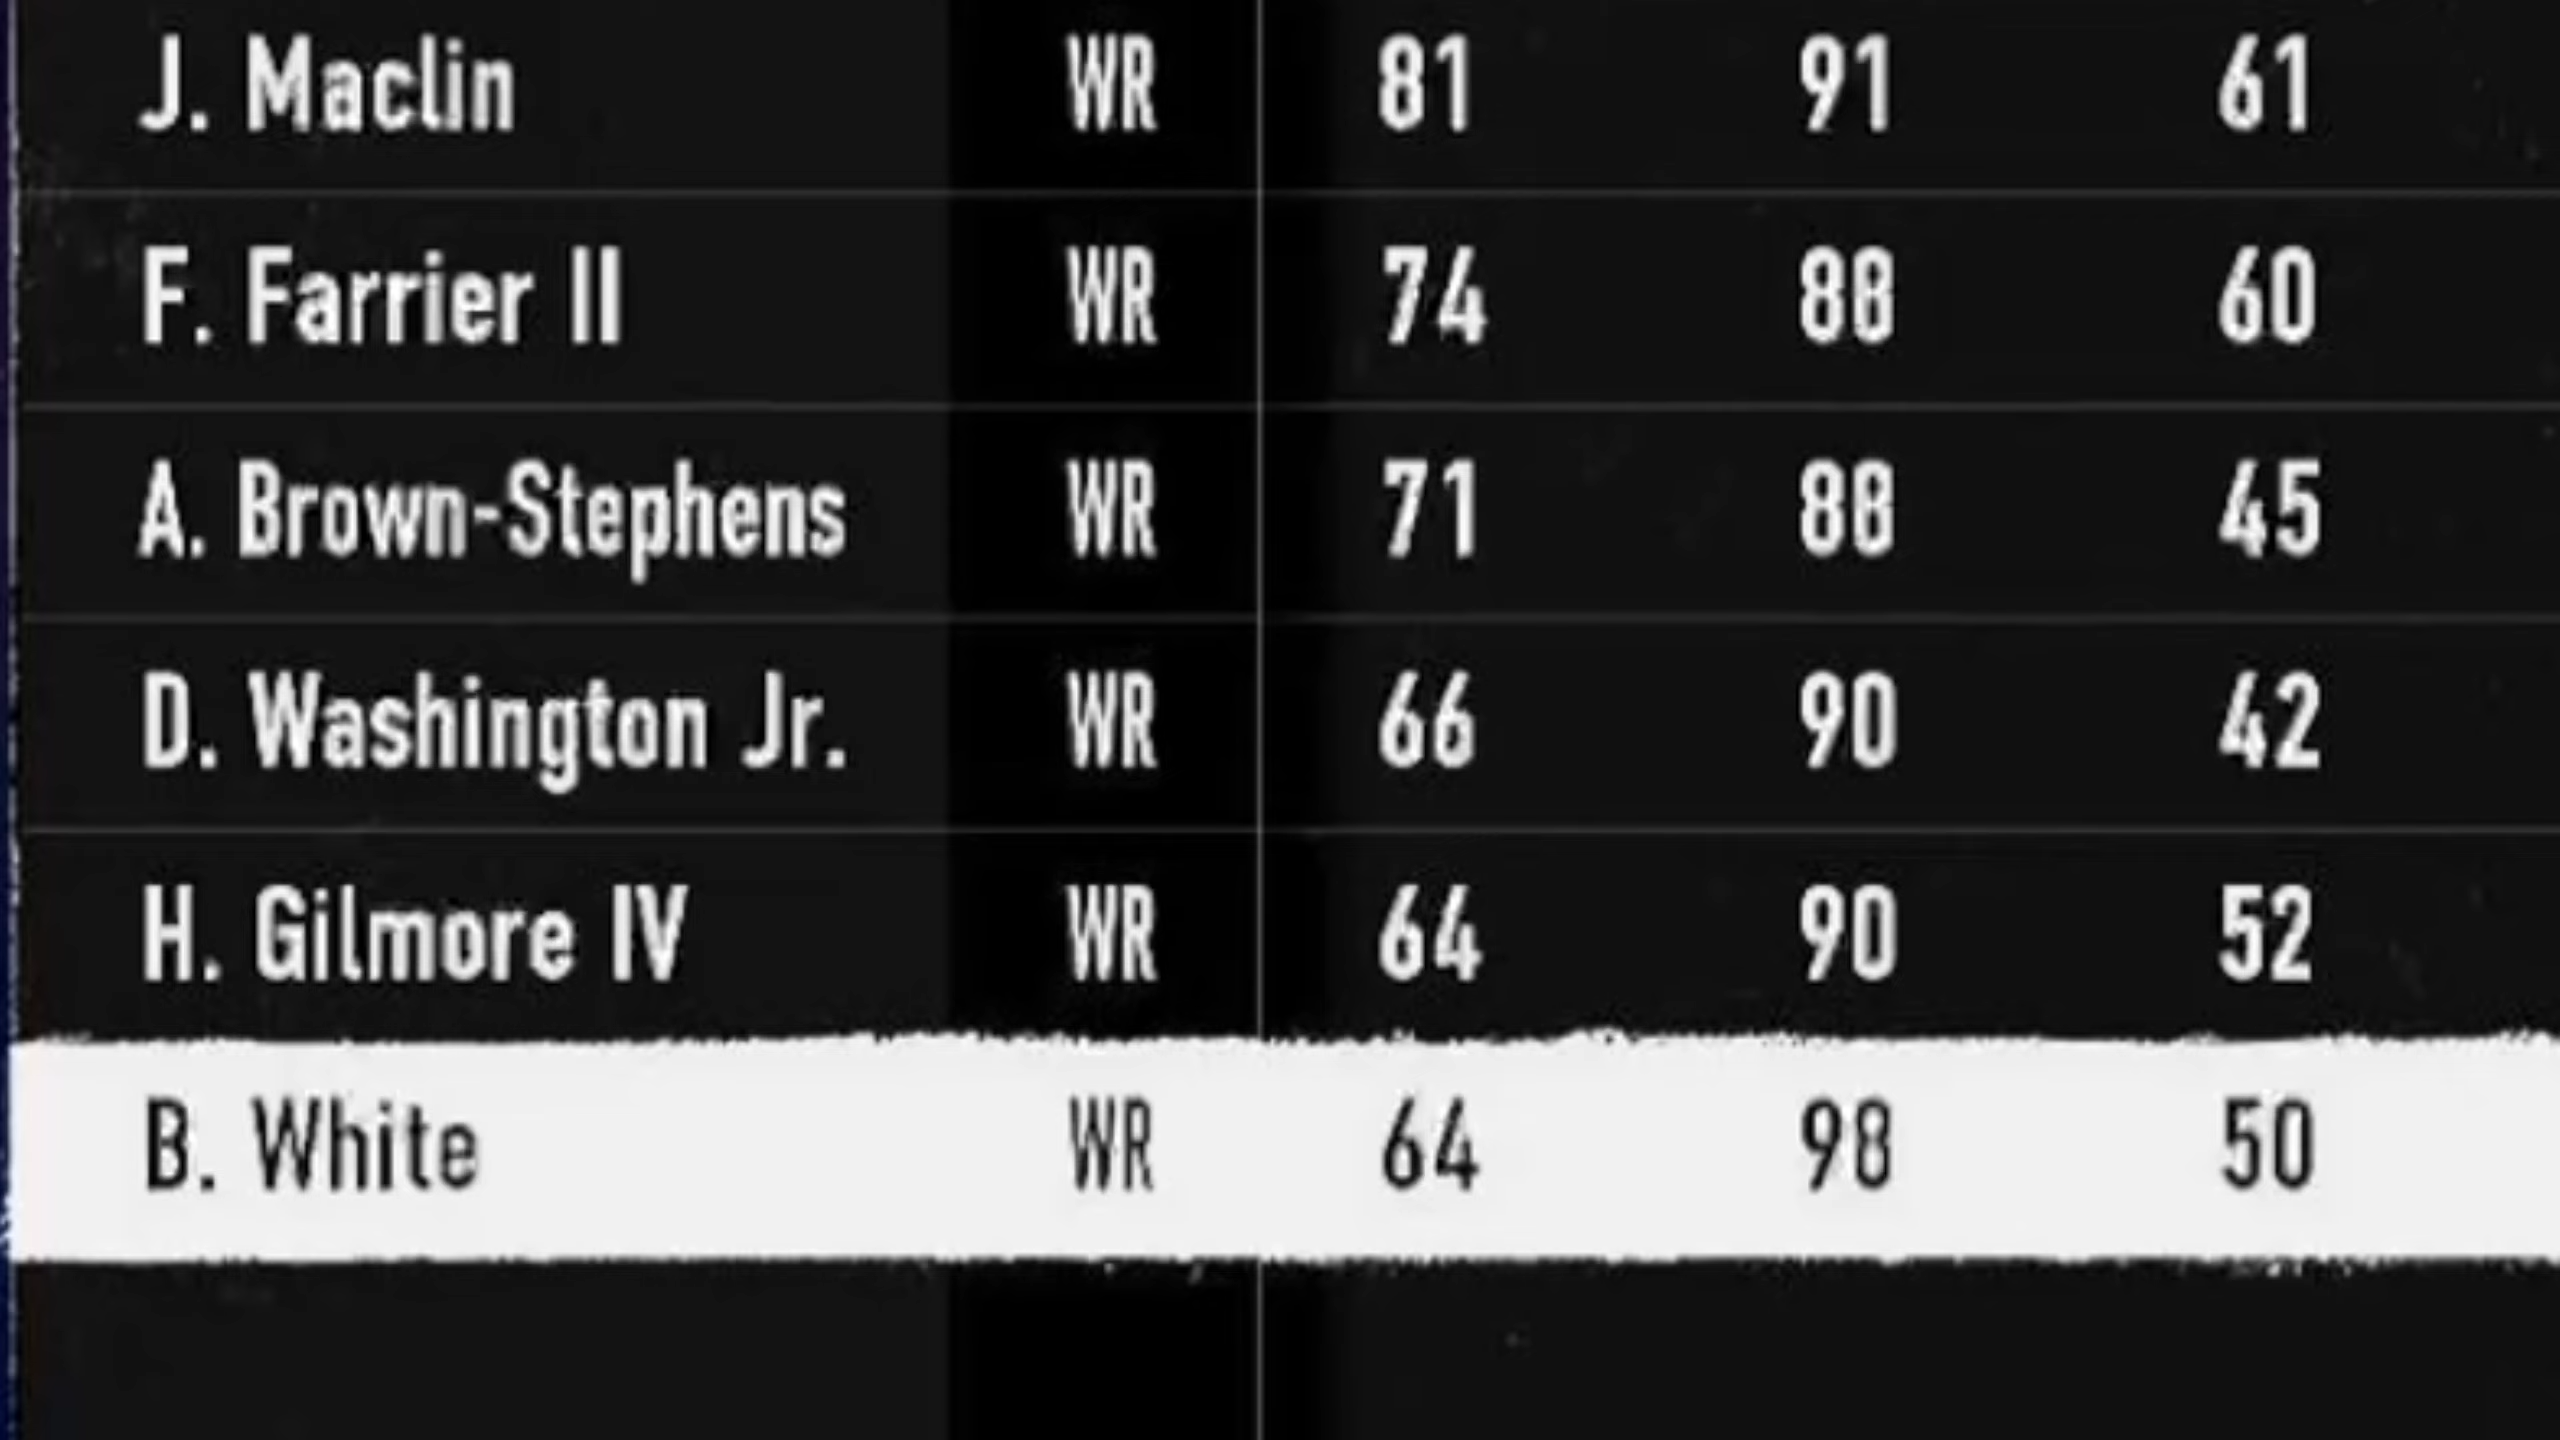 J. Maclin WR 81 91 61
F. Farrier II WR 74 88 60
A. Brown-Stephens WR 71 88 45
D. Washington Jr. WR 66 90 42
H. Gilmore IV WR 64 90 52
B. White WR 64 98 50